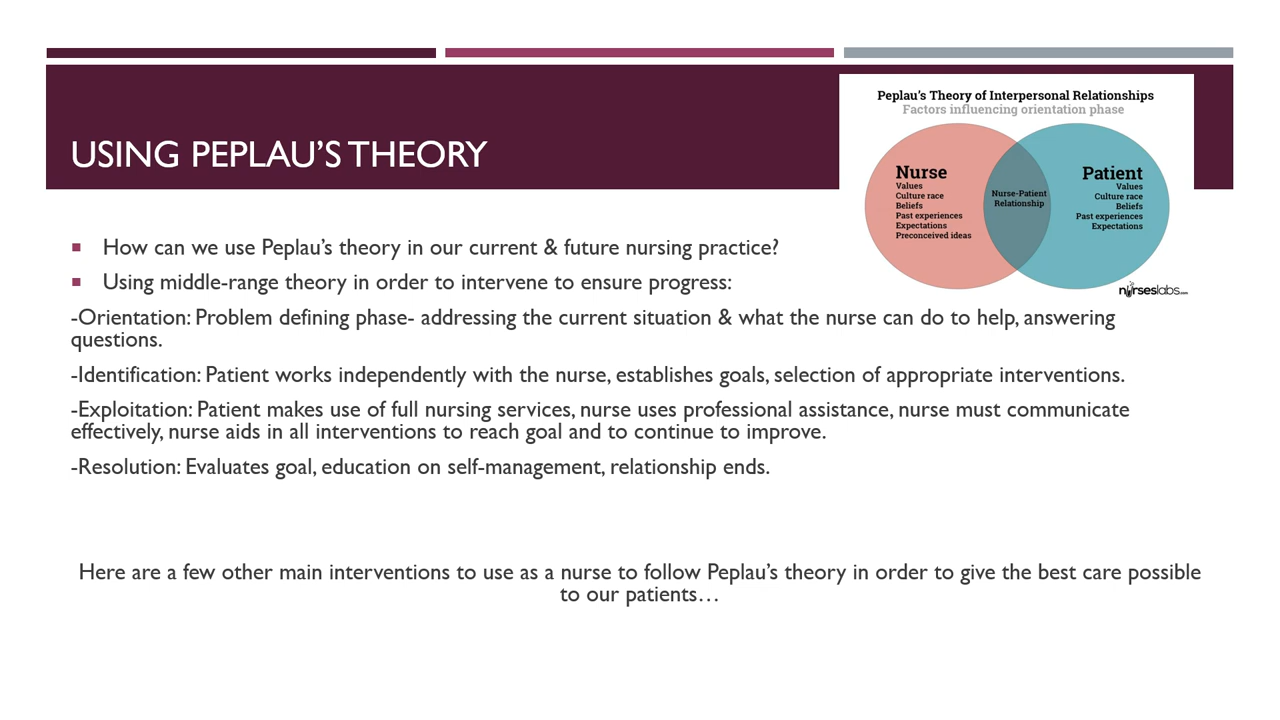 USING PEPLAU'S THEORY
Peplau's Theory of Interpersonal Relationships
Factors influencing orientation phase
Nurse
Values
Culture race
Beliefs
Past experiences
Expectations
Preconceived ideas
Nurse-Patient
Relationship
Patient
Values
Culture race
Beliefs
Past experiences
Expectations
nurseslabs.com
How can we use Peplau's theory in our current & future nursing practice?
Using middle-range theory in order to intervene to ensure progress:
-Orientation: Problem defining phase- addressing the current situation & what the nurse can do to help, answering
questions.
-Identification: Patient works independently with the nurse, establishes goals, selection of appropriate interventions.
-Exploitation: Patient makes use of full nursing services, nurse uses professional assistance, nurse must communicate
effectively, nurse aids in all interventions to reach goal and to continue to improve.
-Resolution: Evaluates goal, education on self-management, relationship ends.
Here are a few other main interventions to use as a nurse to follow Peplau's theory in order to give the best care possible
to our patients…